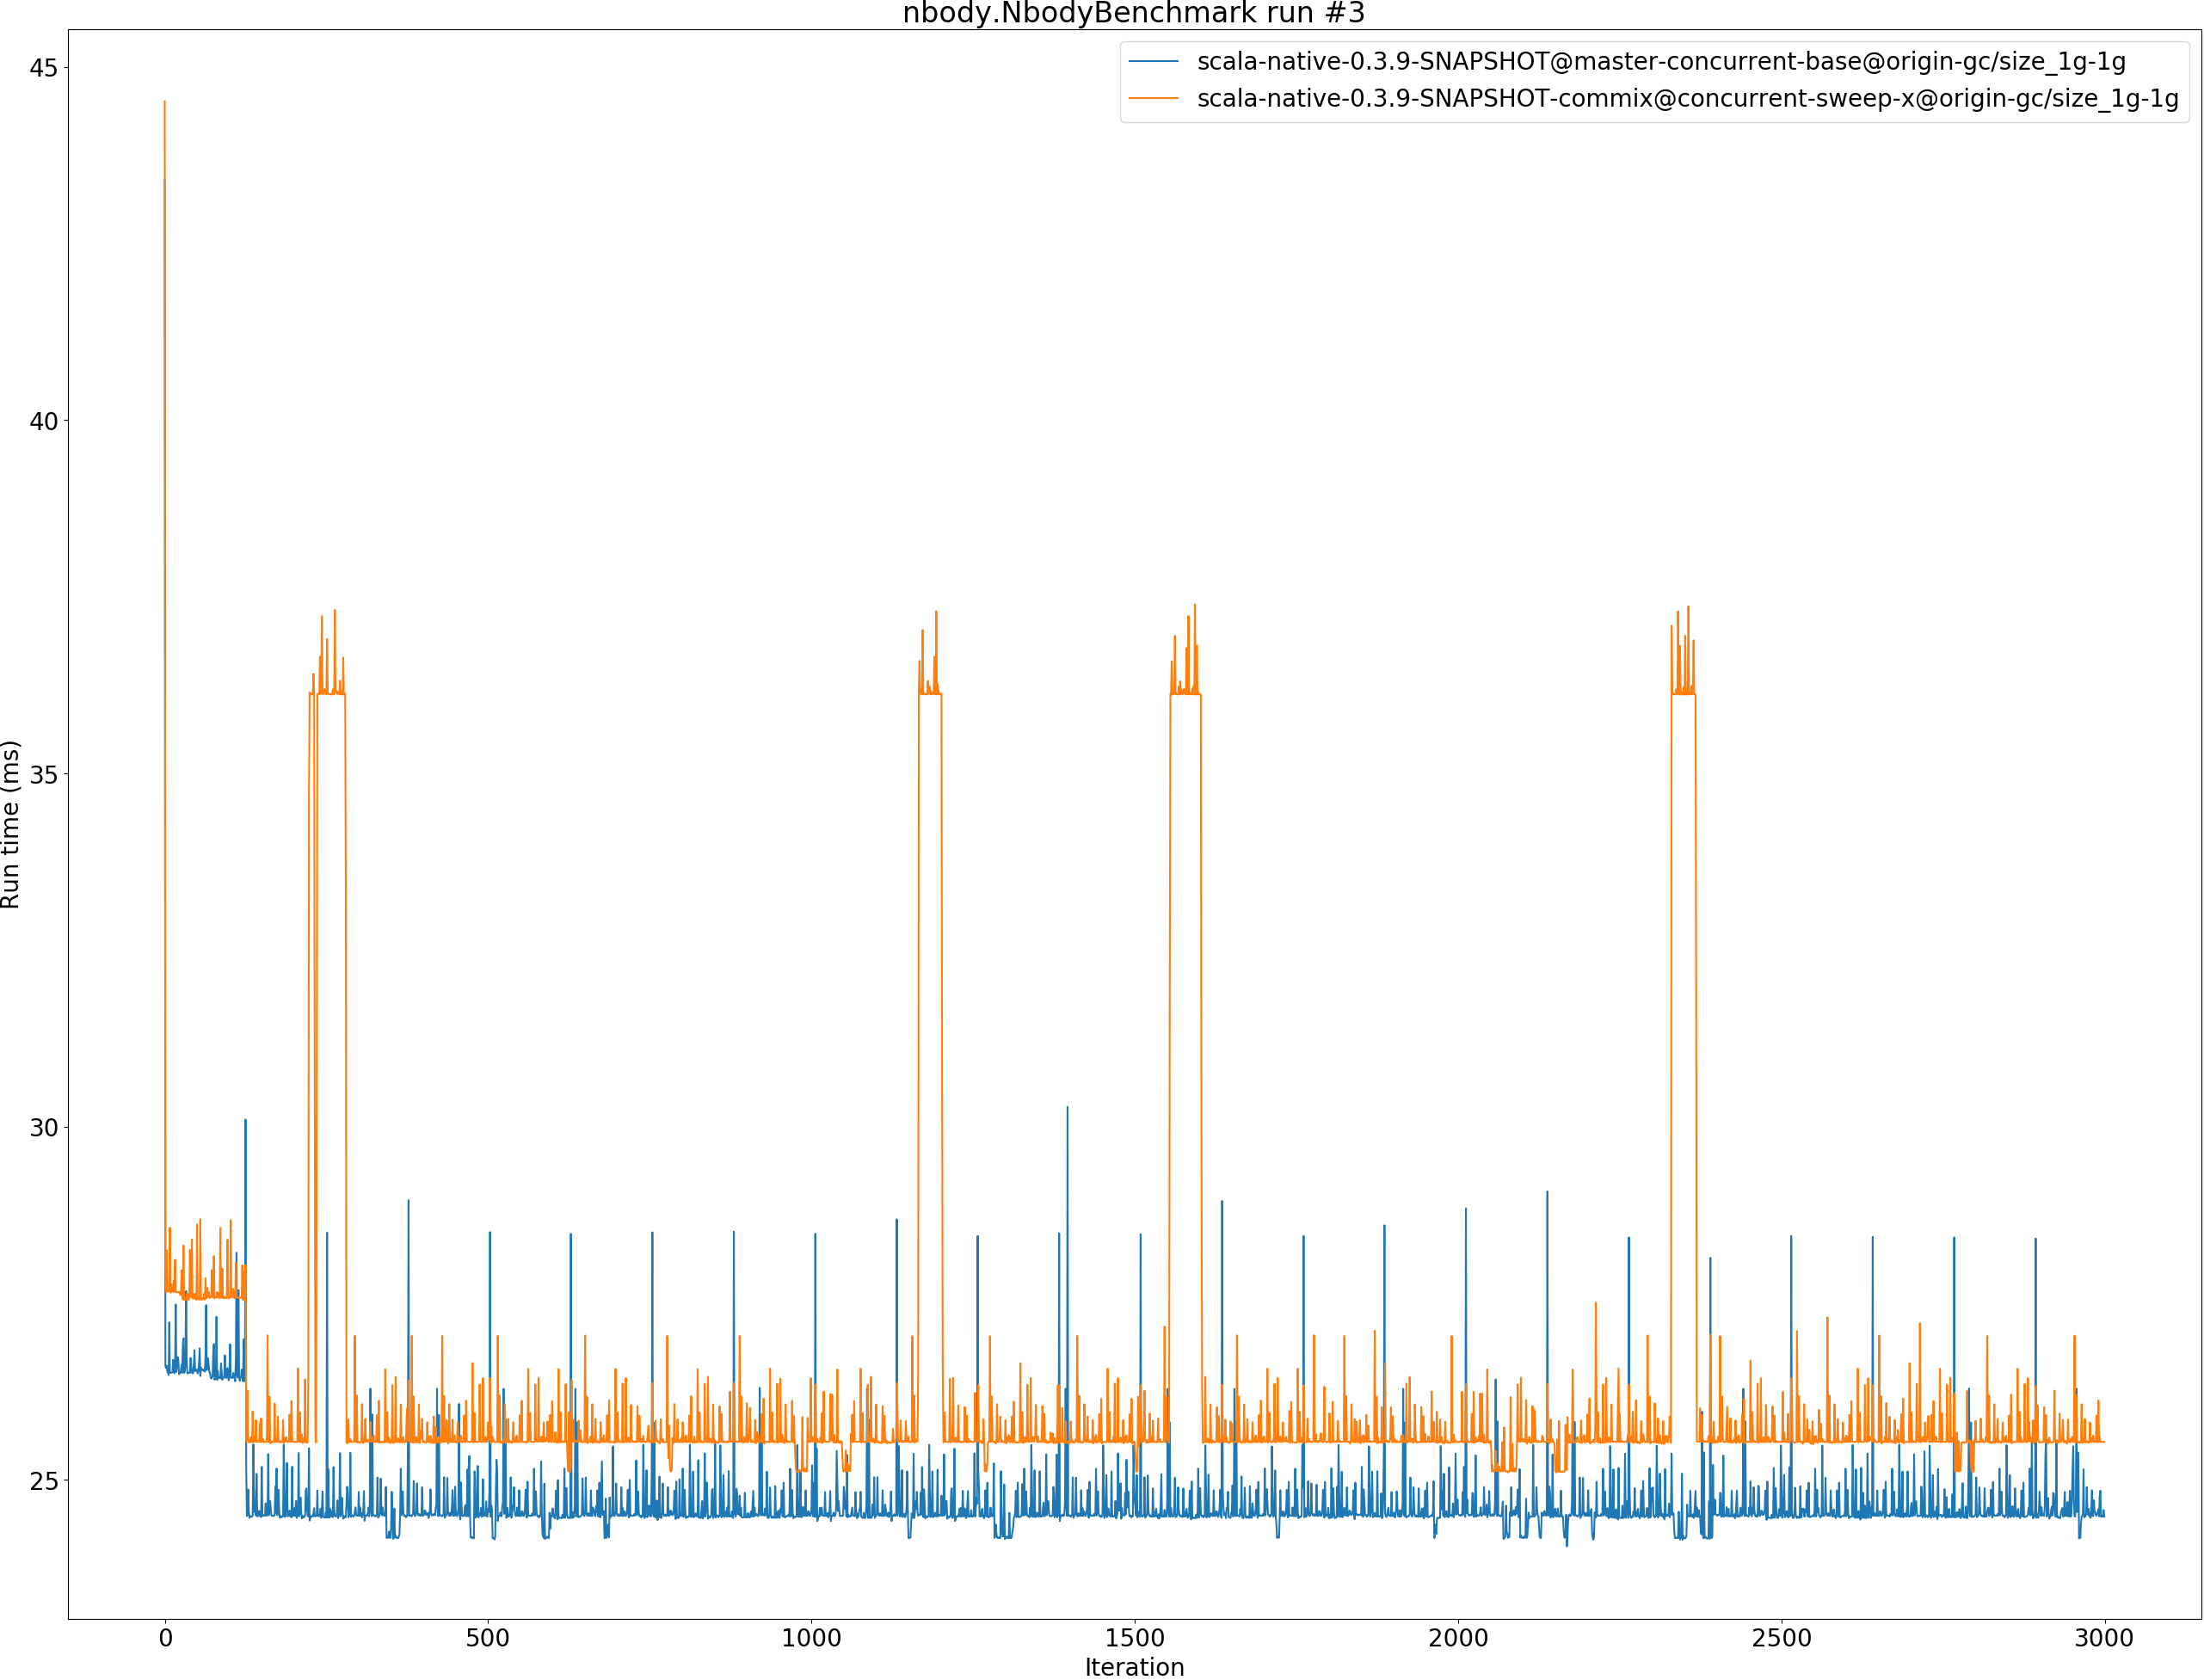 nbody.NbodyBenchmark run #3
scala-native-0.3.9-SNAPSHOT@master-concurrent-base@origin-gc/size_1g-1g
scala-native-0.3.9-SNAPSHOT-commix@concurrent-sweep-x@origin-gc/size_1g-1g
45
40
35
30
25
Run time (ms)
0 500 1000 1500 2000 2500 3000
Iteration